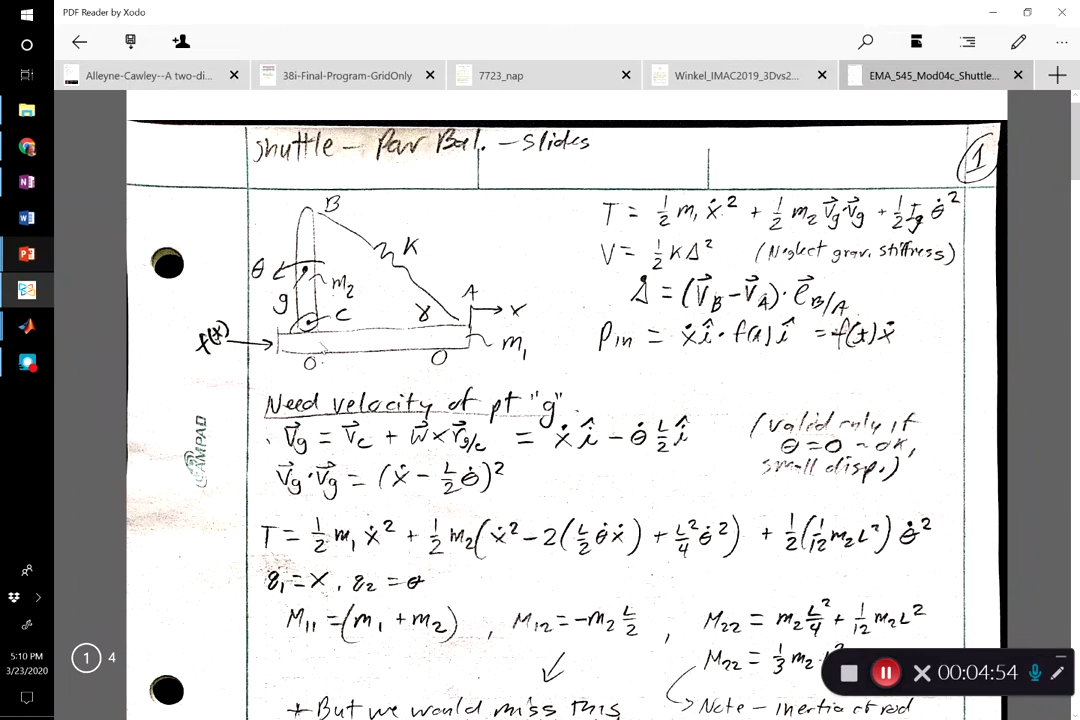 PDF Reader by Xodo
Alleyne-Cawley--A two-di...
38i-Final-Program-GridOnly
7723_nap
Winkel_IMAC2019_3Dvs2...
EMA_545_Mod04c_Shuttle...
Shuttle - Par Bal. - Slides
1
B
K
θ
m2
g
A
x
C
γ
f(t)
m1
T = 1/2 m1 ẋ² + 1/2 m2 V⃗g·V⃗g + 1/2 Ig θ̇²
V = 1/2 K Δ² (Neglect grav. stiffness)
Δ = (V⃗B - V⃗A)·e⃗B/A
Pin = ẋî·f(t)î = f(t)ẋ
Need velocity of pt "g"
V⃗g = V⃗c + ω⃗ × r⃗g/c = ẋî - θ̇ L/2 î
(valid only if
θ=0 ~ ok,
small disp.)
V⃗g·V⃗g = (ẋ - L/2 θ̇)²
CAMPAD
T = 1/2 m1 ẋ² + 1/2 m2(ẋ² - 2(L/2 θ̇ẋ) + L²/4 θ̇²) + 1/2(1/12 m2L²) θ̇²
q1 = x, q2 = θ
M11 = (m1 + m2), M12 = -m2 L/2, M22 = m2 L²/4 + 1/12 m2L²
M22 = 1/3 m2
* But we would miss this
Note - inertia of rod
1 4
00:04:54
5:10 PM
3/23/2020